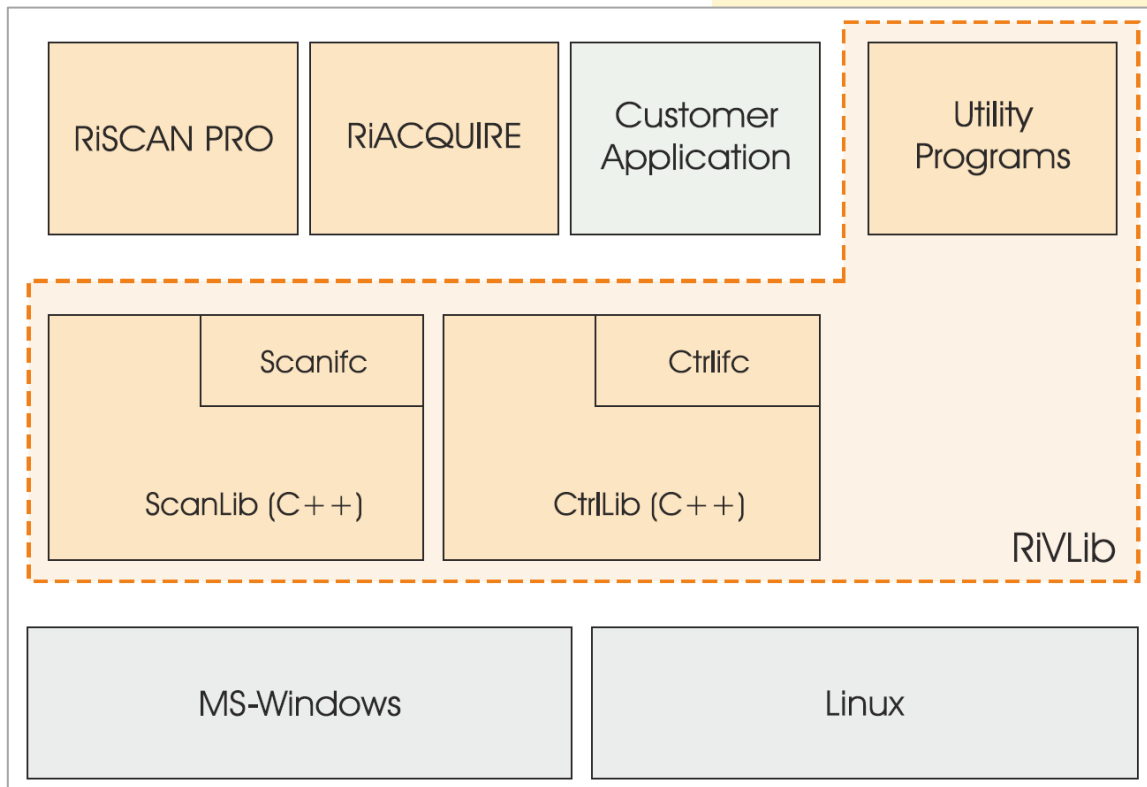 RiSCAN PRO
RiACQUIRE
Customer
Application
Utility
Programs
Scanifc
Ctrlifc
ScanLib (C++)
CtrlLib (C++)
RiVLib
MS-Windows
Linux